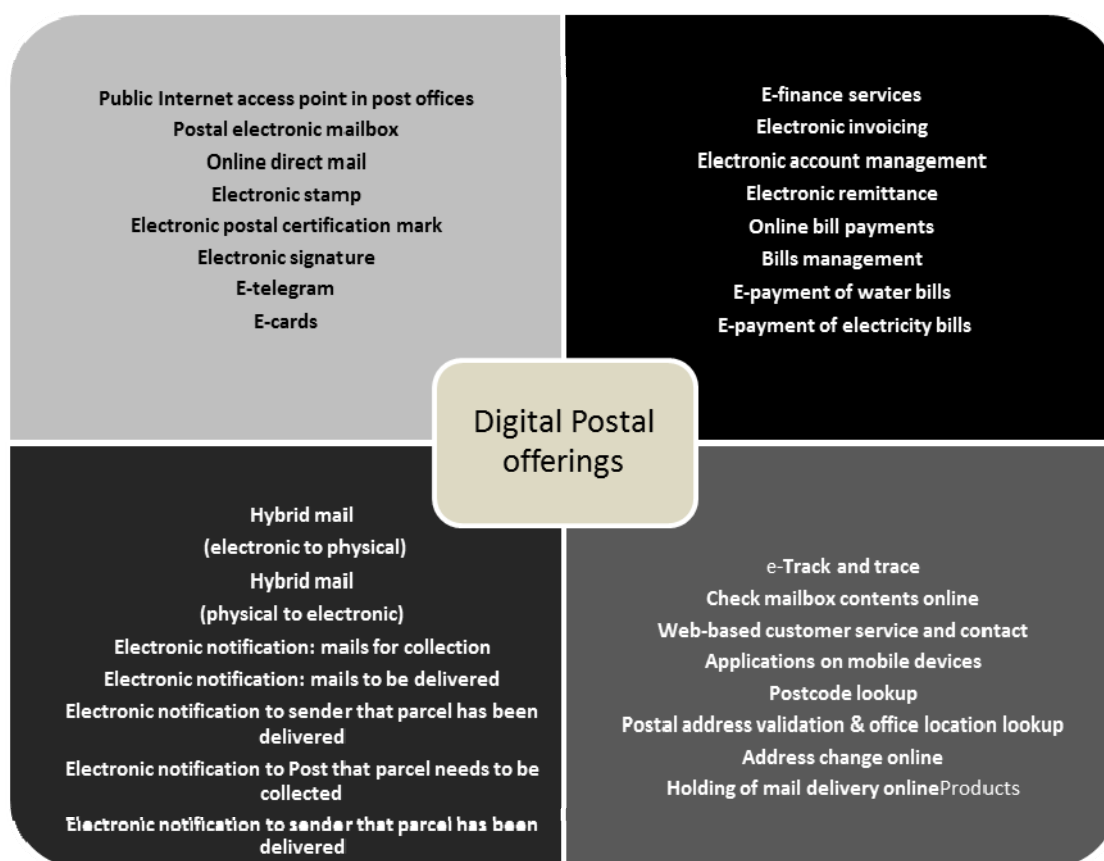 Public Internet access point in post offices
Postal electronic mailbox
Online direct mail
Electronic stamp
Electronic postal certification mark
Electronic signature
E-telegram
E-cards
E-finance services
Electronic invoicing
Electronic account management
Electronic remittance
Online bill payments
Bills management
E-payment of water bills
E-payment of electricity bills
Digital Postal
offerings
Hybrid mail
(electronic to physical)
Hybrid mail
(physical to electronic)
Electronic notification: mails for collection
Electronic notification: mails to be delivered
Electronic notification to sender that parcel has been
delivered
Electronic notification to Post that parcel needs to be
collected
Electronic notification to sender that parcel has been
delivered
e-Track and trace
Check mailbox contents online
Web-based customer service and contact
Applications on mobile devices
Postcode lookup
Postal address validation & office location lookup
Address change online
Holding of mail delivery onlineProducts